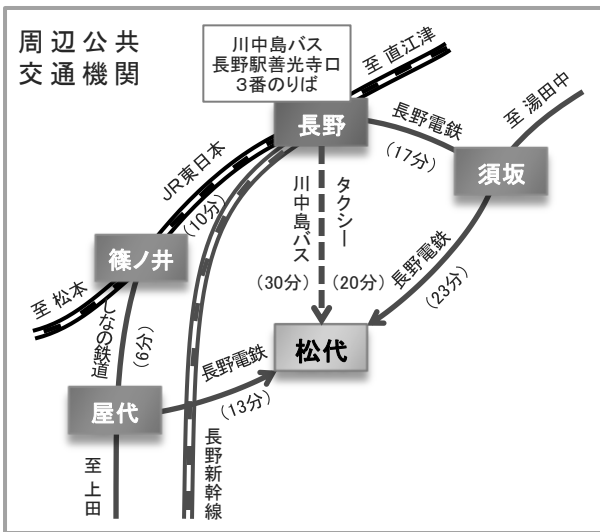 周辺公共
交通機関
川中島バス
長野駅善光寺口
３番のりば
至 直江津
長野
長野電鉄
(17分)
至 湯田中
須坂
JR東日本
(10分)
川中島バス
タクシー
(30分)
(20分)
長野電鉄
(23分)
篠ノ井
至 松本
しなの鉄道
(6分)
松代
長野電鉄
(13分)
屋代
至 上田
長野新幹線